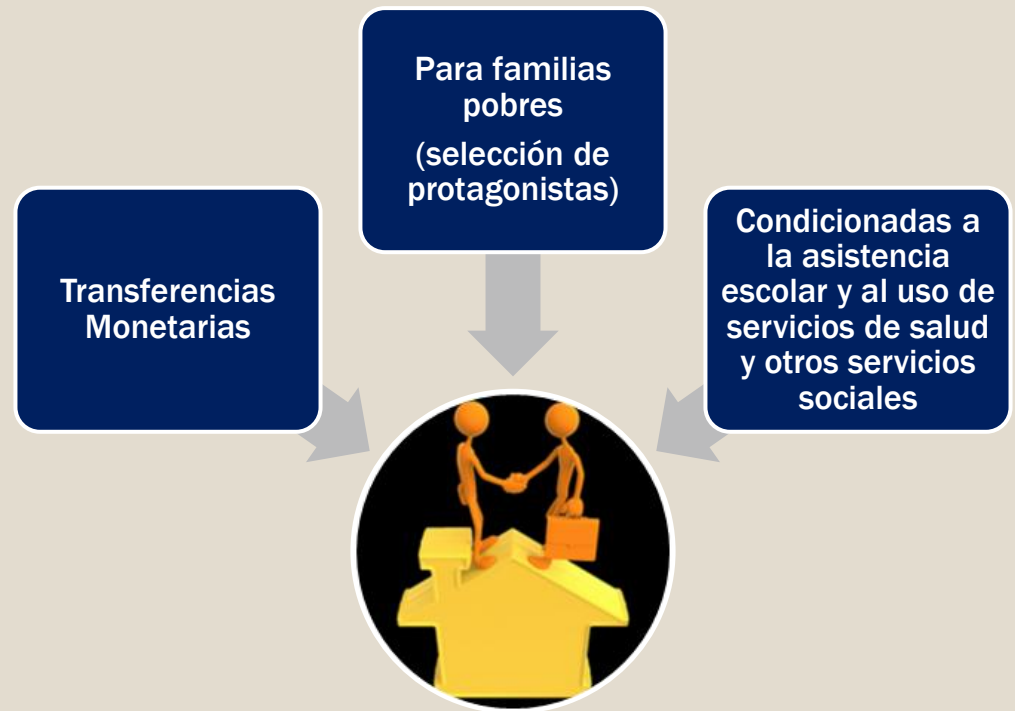 Para familias
pobres
(selección de
protagonistas)
Transferencias
Monetarias
Condicionadas a
la asistencia
escolar y al uso de
servicios de salud
y otros servicios
sociales